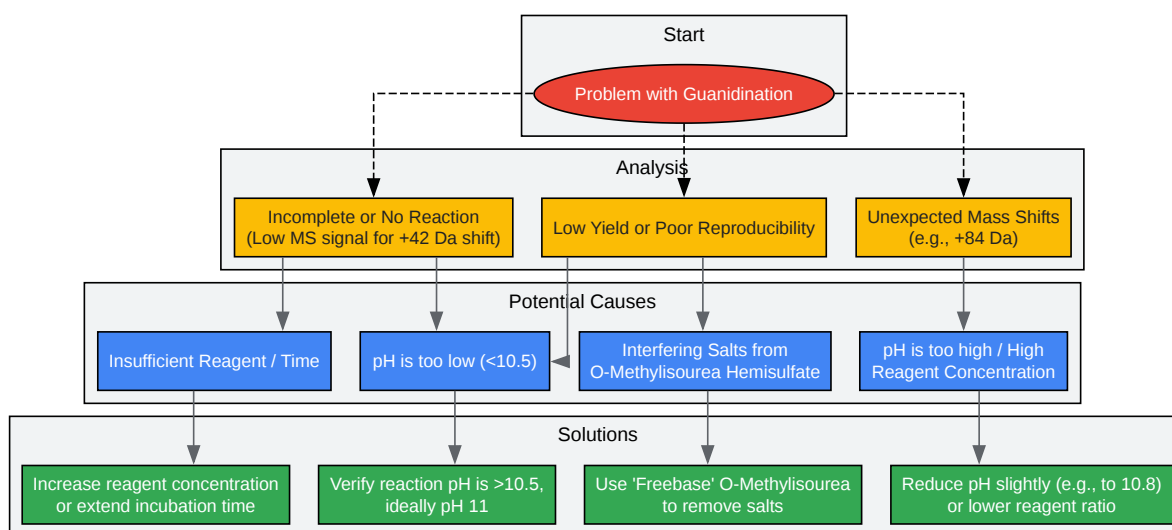 Start
Problem with Guanidination
Analysis
Incomplete or No Reaction
(Low MS signal for +42 Da shift)
Low Yield or Poor Reproducibility
Unexpected Mass Shifts
(e.g., +84 Da)
Potential Causes
Insufficient Reagent / Time
pH is too low (<10.5)
Interfering Salts from
O-Methylisourea Hemisulfate
pH is too high / High
Reagent Concentration
Solutions
Increase reagent concentration
or extend incubation time
Verify reaction pH is >10.5,
ideally pH 11
Use 'Freebase' O-Methylisourea
to remove salts
Reduce pH slightly (e.g., to 10.8)
or lower reagent ratio